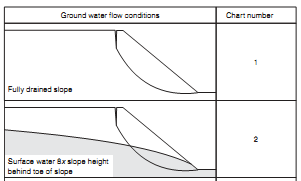 Ground water flow conditions
Chart number
Fully drained slope
1
Surface water 8x slope height
behind toe of slope
2